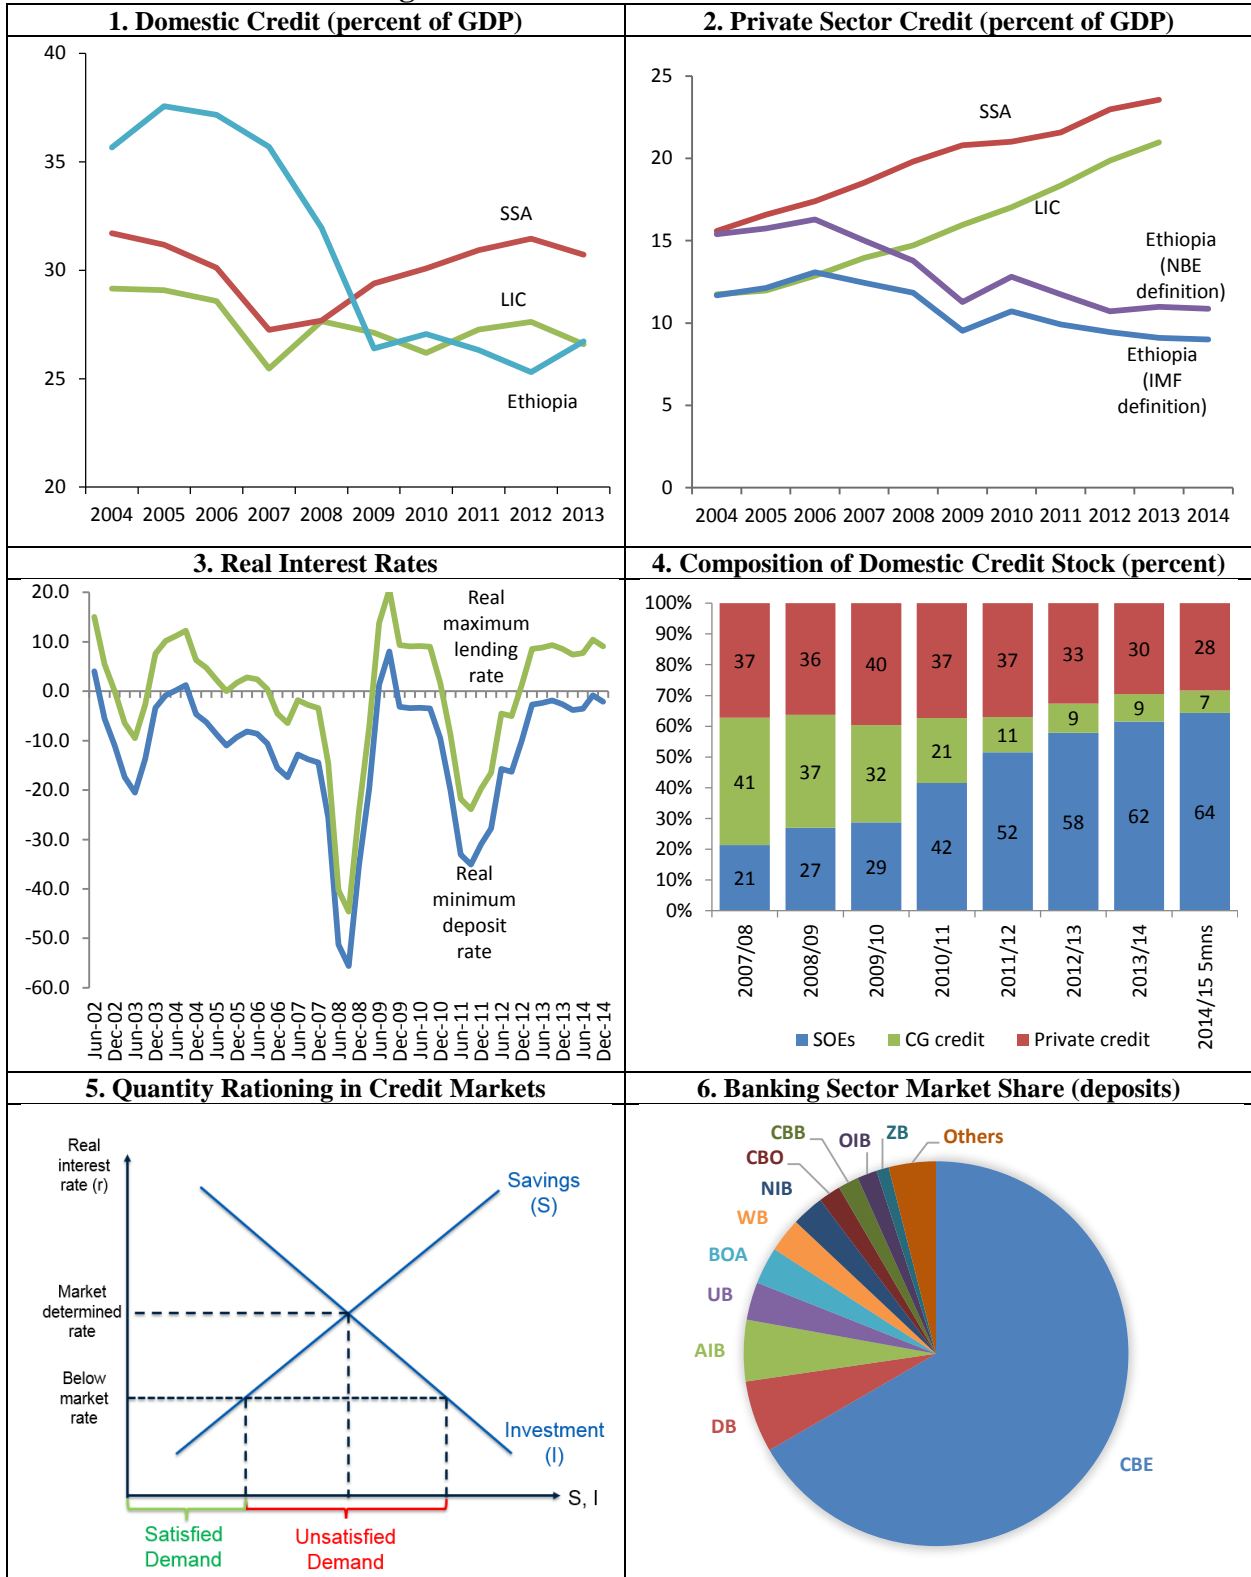 1. Domestic Credit (percent of GDP)
40
35
30
25
20
SSA
LIC
Ethiopia
2004 2005 2006 2007 2008 2009 2010 2011 2012 2013
2. Private Sector Credit (percent of GDP)
25
20
15
10
5
0
SSA
LIC
Ethiopia
(NBE
definition)
Ethiopia
(IMF
definition)
2004 2005 2006 2007 2008 2009 2010 2011 2012 2013 2014
3. Real Interest Rates
20.0
10.0
0.0
-10.0
-20.0
-30.0
-40.0
-50.0
-60.0
Real
maximum
lending
rate
Real
minimum
deposit
rate
Jun-02
Dec-02
Jun-03
Dec-03
Jun-04
Dec-04
Jun-05
Dec-05
Jun-06
Dec-06
Jun-07
Dec-07
Jun-08
Dec-08
Jun-09
Dec-09
Jun-10
Dec-10
Jun-11
Dec-11
Jun-12
Dec-12
Jun-13
Dec-13
Jun-14
Dec-14
4. Composition of Domestic Credit Stock (percent)
100%
90%
80%
70%
60%
50%
40%
30%
20%
10%
0%
37 36 40 37 37 33 30 28
41 37 32 21 11 9 9 7
21 27 29 42 52 58 62 64
2007/08
2008/09
2009/10
2010/11
2011/12
2012/13
2013/14
2014/15 5mns
SOEs CG credit Private credit
5. Quantity Rationing in Credit Markets
Real
interest
rate (r)
Market
determined
rate
Below
market
rate
Savings
(S)
Investment
(I)
S, I
Satisfied
Demand
Unsatisfied
Demand
6. Banking Sector Market Share (deposits)
CBB
OIB
ZB
Others
CBO
NIB
WB
BOA
UB
AIB
DB
CBE